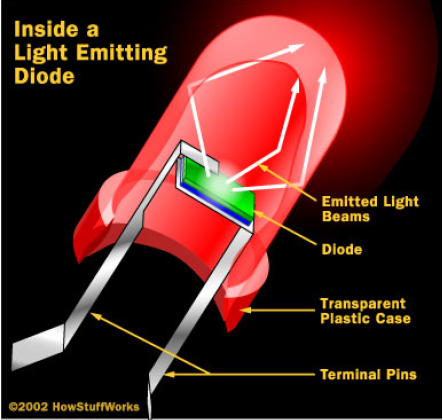 Inside a
Light Emitting
Diode
Emitted Light
Beams
Diode
Transparent
Plastic Case
Terminal Pins
©2002 HowStuffWorks